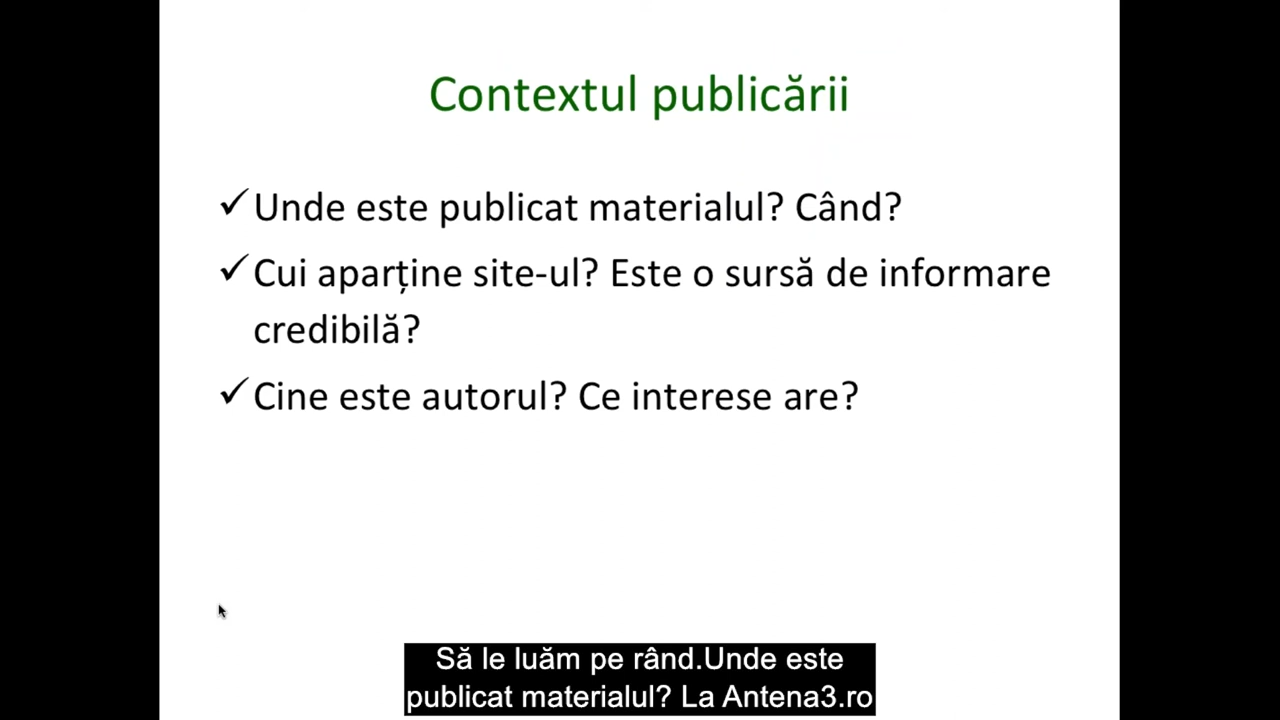 Contextul publicării
✓Unde este publicat materialul? Când?
✓Cui aparține site-ul? Este o sursă de informare
credibilă?
✓Cine este autorul? Ce interese are?
Să le luăm pe rând.Unde este
publicat materialul? La Antena3.ro